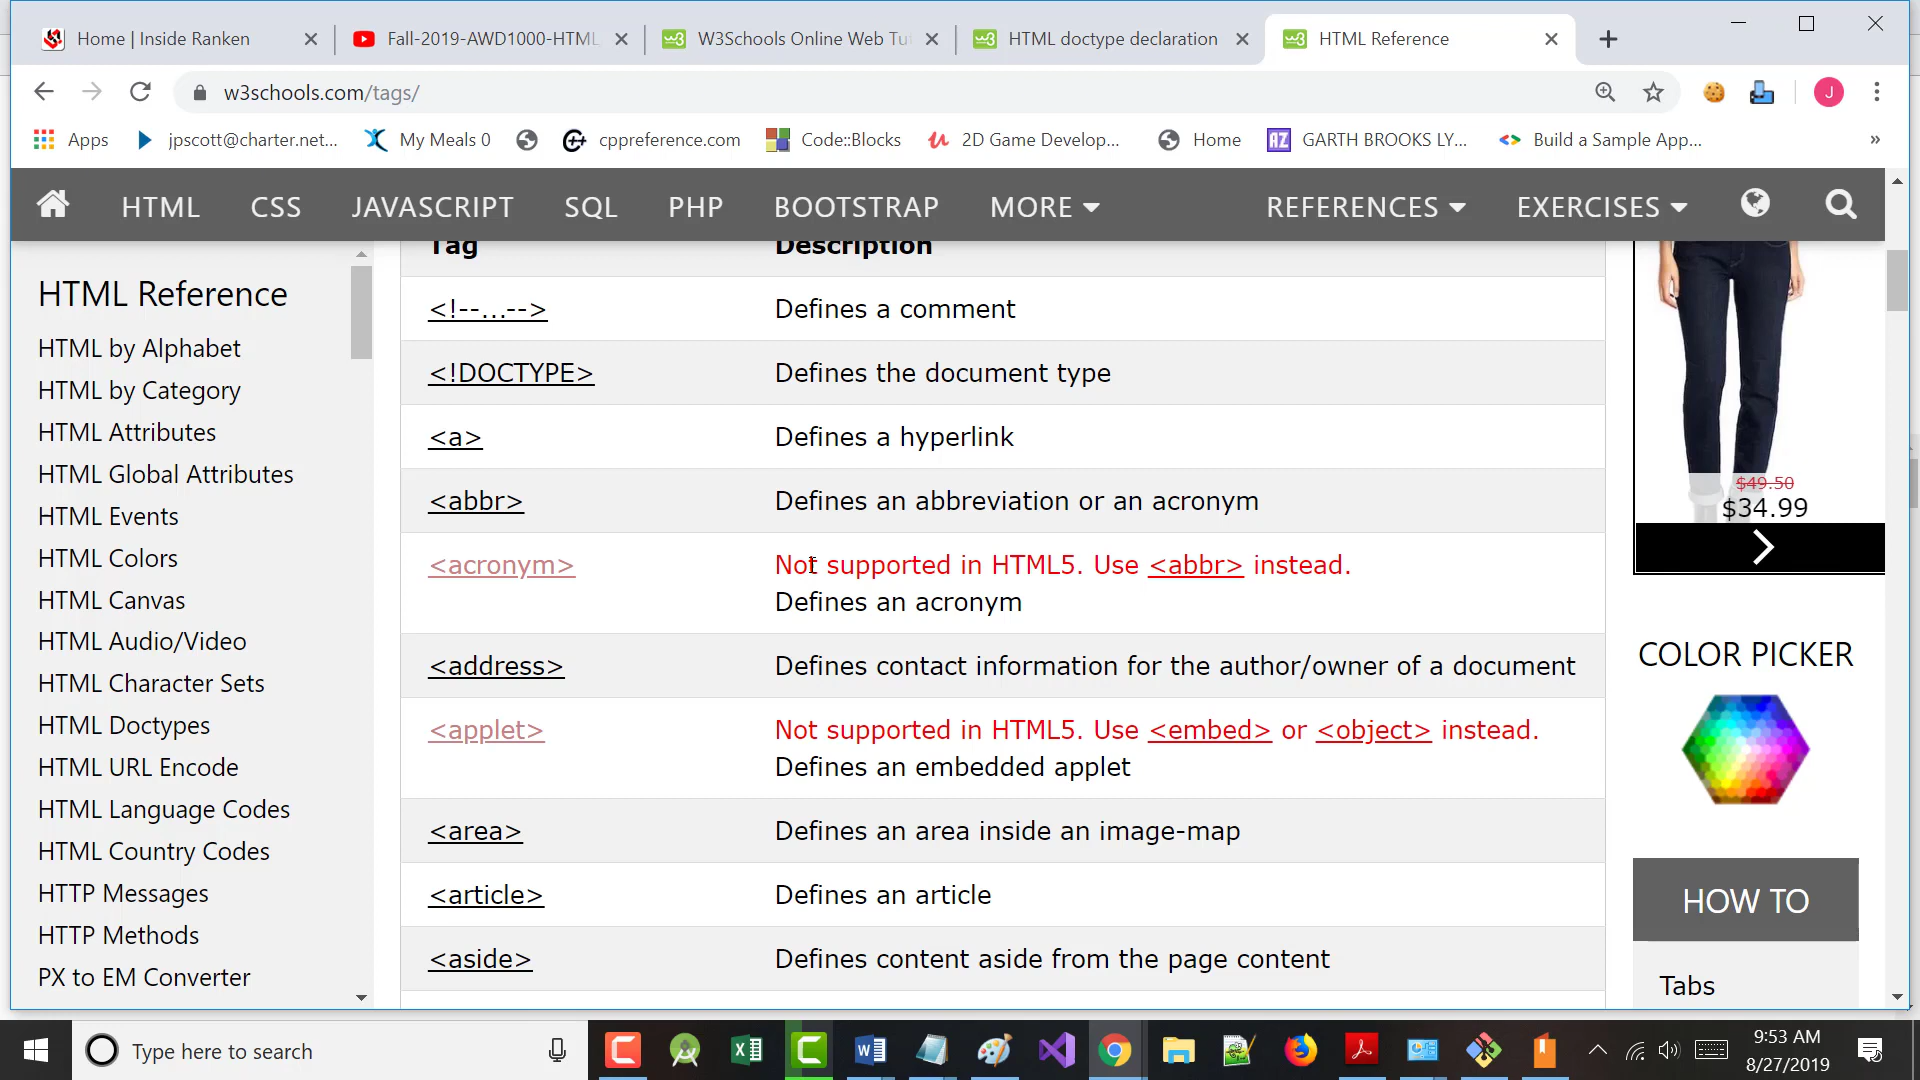 Home | Inside Ranken
Fall-2019-AWD1000-HTML
W3Schools Online Web Tut
HTML doctype declaration
HTML Reference
w3schools.com/tags/
J
Apps
jpscott@charter.net...
My Meals 0
cppreference.com
Code::Blocks
2D Game Develop...
Home
AZ
GARTH BROOKS LY...
Build a Sample App...
»
HTML
CSS
JAVASCRIPT
SQL
PHP
BOOTSTRAP
MORE
REFERENCES
EXERCISES
HTML Reference
HTML by Alphabet
HTML by Category
HTML Attributes
HTML Global Attributes
HTML Events
HTML Colors
HTML Canvas
HTML Audio/Video
HTML Character Sets
HTML Doctypes
HTML URL Encode
HTML Language Codes
HTML Country Codes
HTTP Messages
HTTP Methods
PX to EM Converter
Tag Description
<!--...--> Defines a comment
<!DOCTYPE> Defines the document type
<a> Defines a hyperlink
<abbr> Defines an abbreviation or an acronym
<acronym> Not supported in HTML5. Use <abbr> instead.
Defines an acronym
<address> Defines contact information for the author/owner of a document
<applet> Not supported in HTML5. Use <embed> or <object> instead.
Defines an embedded applet
<area> Defines an area inside an image-map
<article> Defines an article
<aside> Defines content aside from the page content
$49.50
$34.99
COLOR PICKER
HOW TO
Tabs
Type here to search
9:53 AM
8/27/2019